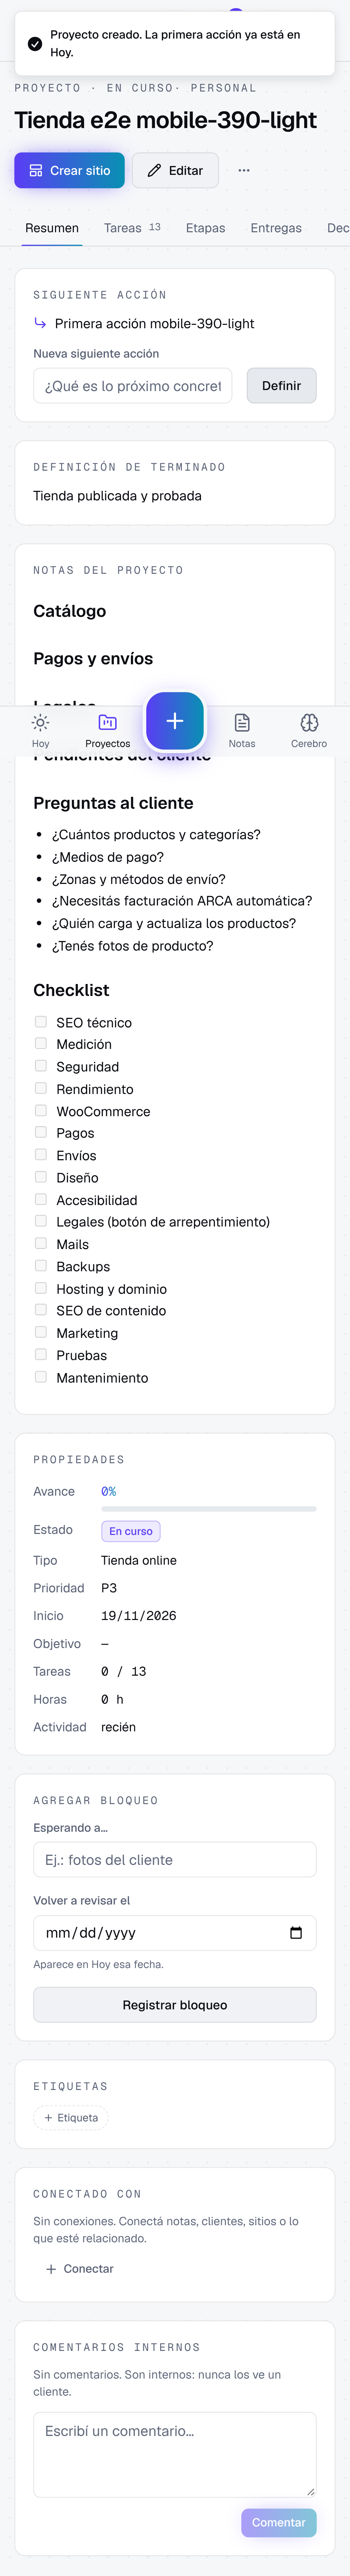 Proyecto creado. La primera acción ya está en
Hoy.
PROYECTO · EN CURSO · PERSONAL
Tienda e2e mobile-390-light
Crear sitio
Editar
Resumen
Tareas 13
Etapas
Entregas
Dec
SIGUIENTE ACCIÓN
Primera acción mobile-390-light
Nueva siguiente acción
¿Qué es lo próximo concret
Definir
DEFINICIÓN DE TERMINADO
Tienda publicada y probada
NOTAS DEL PROYECTO
Catálogo
Pagos y envíos
Legales
Hoy
Proyectos
Notas
Cerebro
Pendientes del cliente
Preguntas al cliente
• ¿Cuántos productos y categorías?
• ¿Medios de pago?
• ¿Zonas y métodos de envío?
• ¿Necesitás facturación ARCA automática?
• ¿Quién carga y actualiza los productos?
• ¿Tenés fotos de producto?
Checklist
SEO técnico
Medición
Seguridad
Rendimiento
WooCommerce
Pagos
Envíos
Diseño
Accesibilidad
Legales (botón de arrepentimiento)
Mails
Backups
Hosting y dominio
SEO de contenido
Marketing
Pruebas
Mantenimiento
PROPIEDADES
Avance 0%
Estado En curso
Tipo Tienda online
Prioridad P3
Inicio 19/11/2026
Objetivo —
Tareas 0 / 13
Horas 0 h
Actividad recién
AGREGAR BLOQUEO
Esperando a…
Ej.: fotos del cliente
Volver a revisar el
mm/dd/yyyy
Aparece en Hoy esa fecha.
Registrar bloqueo
ETIQUETAS
+ Etiqueta
CONECTADO CON
Sin conexiones. Conectá notas, clientes, sitios o lo
que esté relacionado.
+ Conectar
COMENTARIOS INTERNOS
Sin comentarios. Son internos: nunca los ve un
cliente.
Escribí un comentario…
Comentar